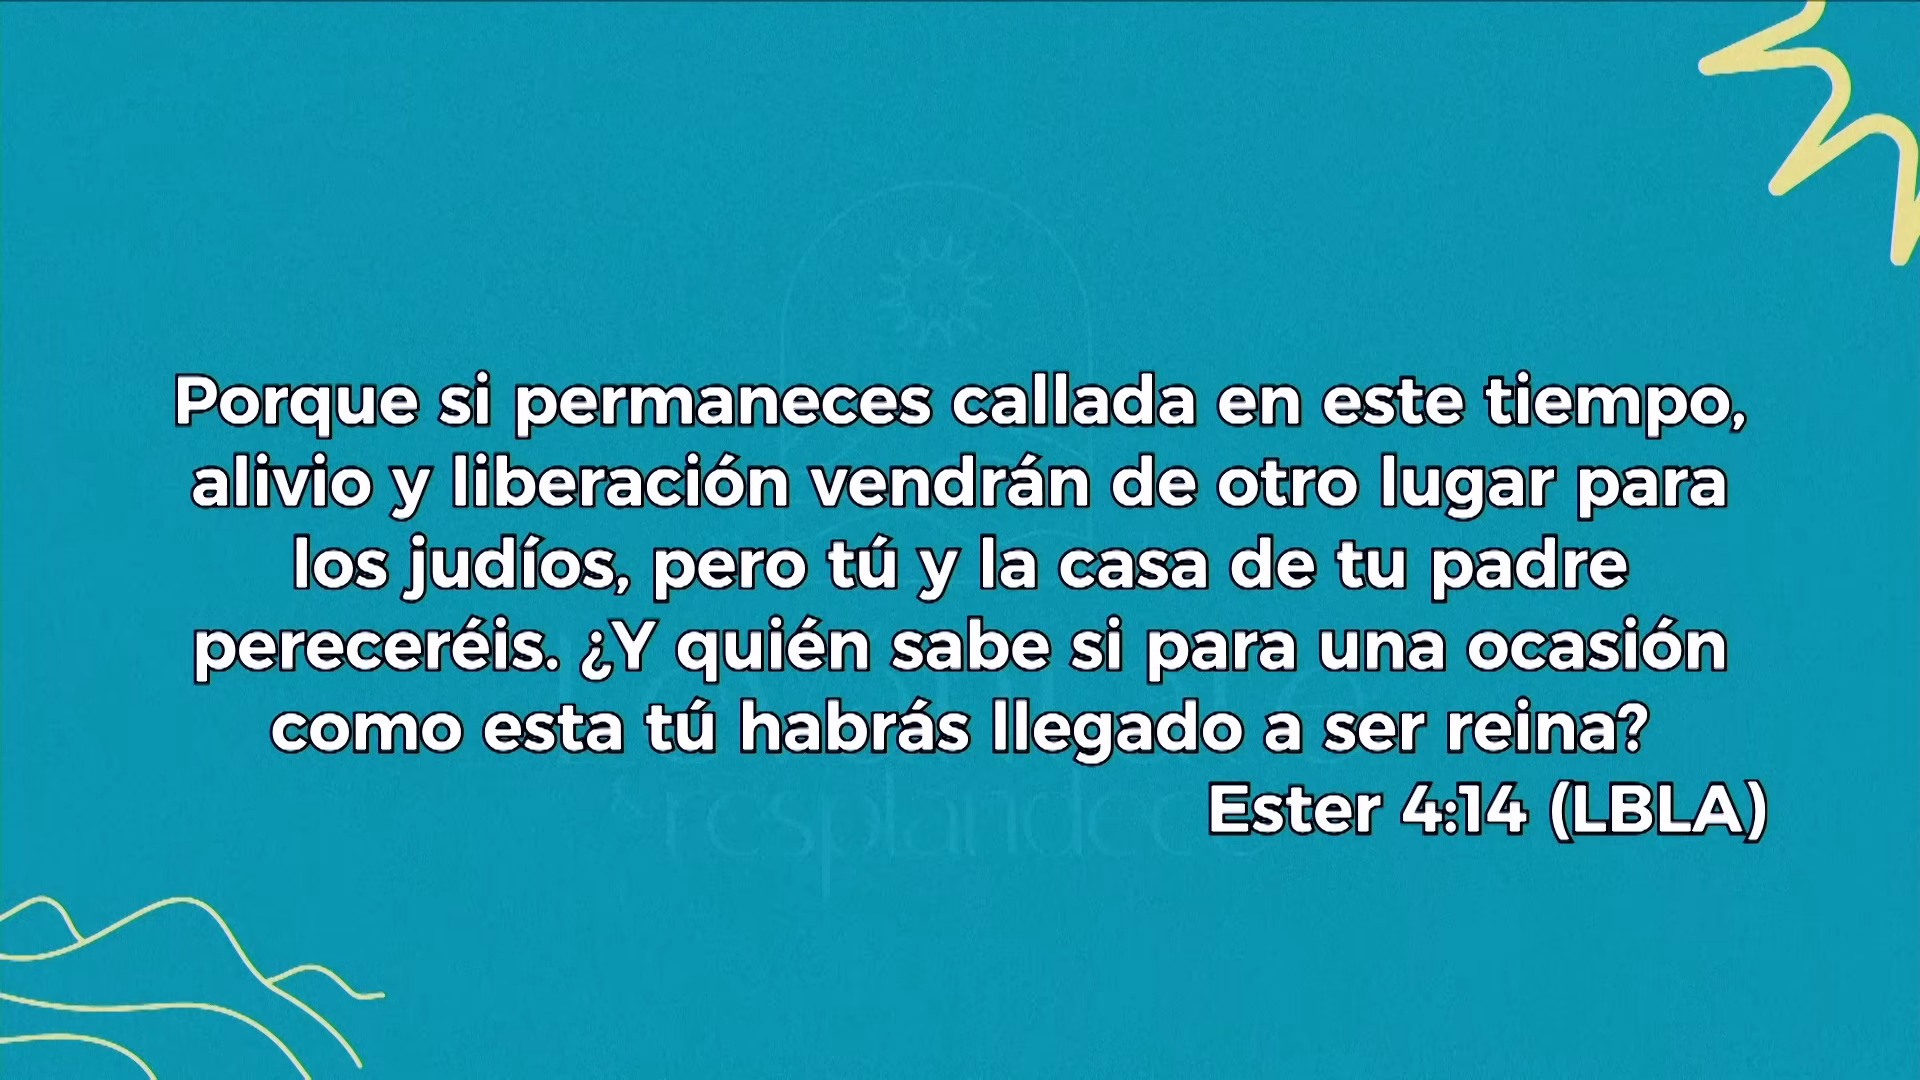 Porque si permaneces callada en este tiempo,
alivio y liberación vendrán de otro lugar para
los judíos, pero tú y la casa de tu padre
pereceréis. ¿Y quién sabe si para una ocasión
como esta tú habrás llegado a ser reina?
Ester 4:14 (LBLA)
&resplandece